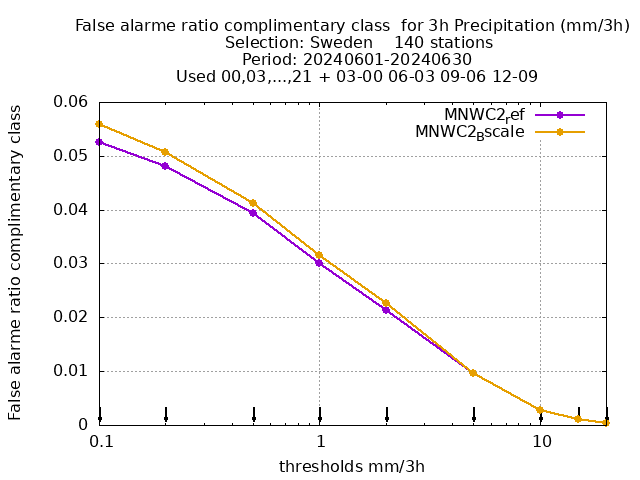 False alarme ratio complimentary class  for 3h Precipitation (mm/3h)
Selection: Sweden    140 stations
Period: 20240601-20240630
Used 00,03,...,21 + 03-00 06-03 09-06 12-09
MNWC2ref
MNWC2Bscale
False alarme ratio complimentary class
0.06
0.05
0.04
0.03
0.02
0.01
0
0.1 1 10
thresholds mm/3h